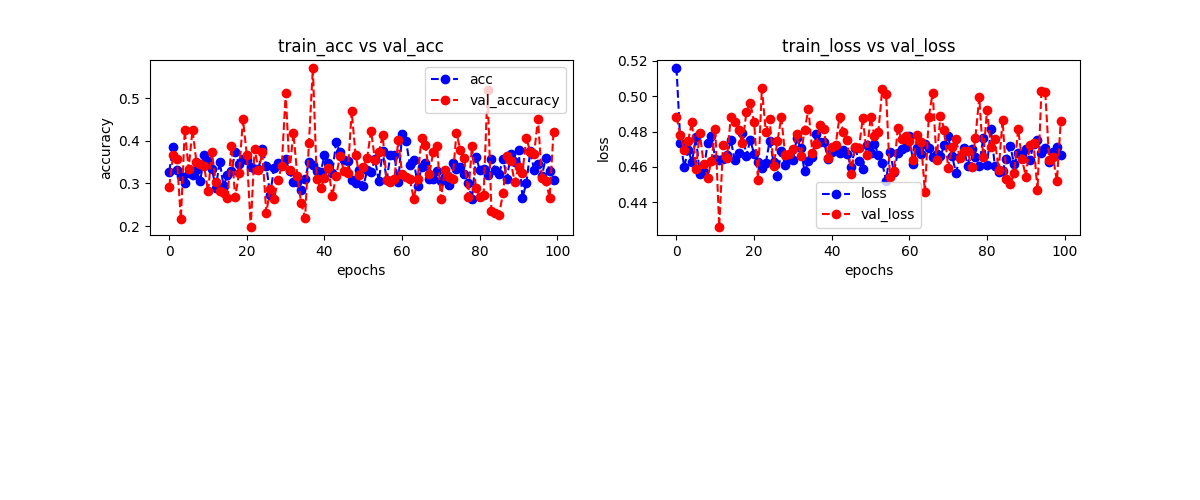 train_acc vs val_acc
accuracy
0.5
0.4
0.3
0.2
acc
val_accuracy
0 20 40 60 80 100
epochs
train_loss vs val_loss
loss
0.52
0.50
0.48
0.46
0.44
loss
val_loss
0 20 40 60 80 100
epochs